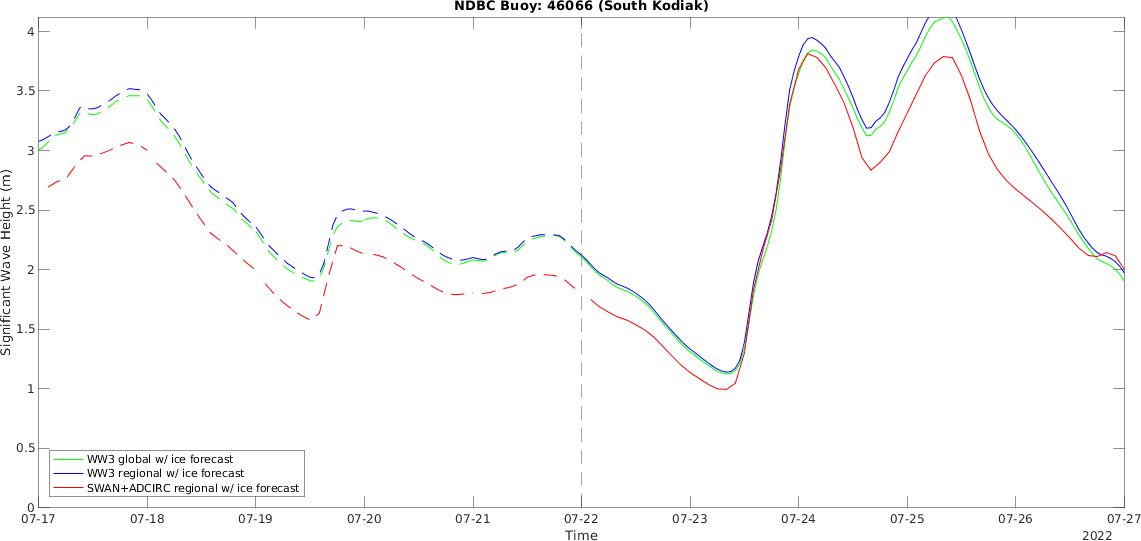 NDBC Buoy: 46066 (South Kodiak)
Significant Wave Height (m)
4
3.5
3
2.5
2
1.5
1
0.5
0
WW3 global w/ ice forecast
WW3 regional w/ ice forecast
SWAN+ADCIRC regional w/ ice forecast
07-17 07-18 07-19 07-20 07-21 07-22 07-23 07-24 07-25 07-26 07-27
Time
2022